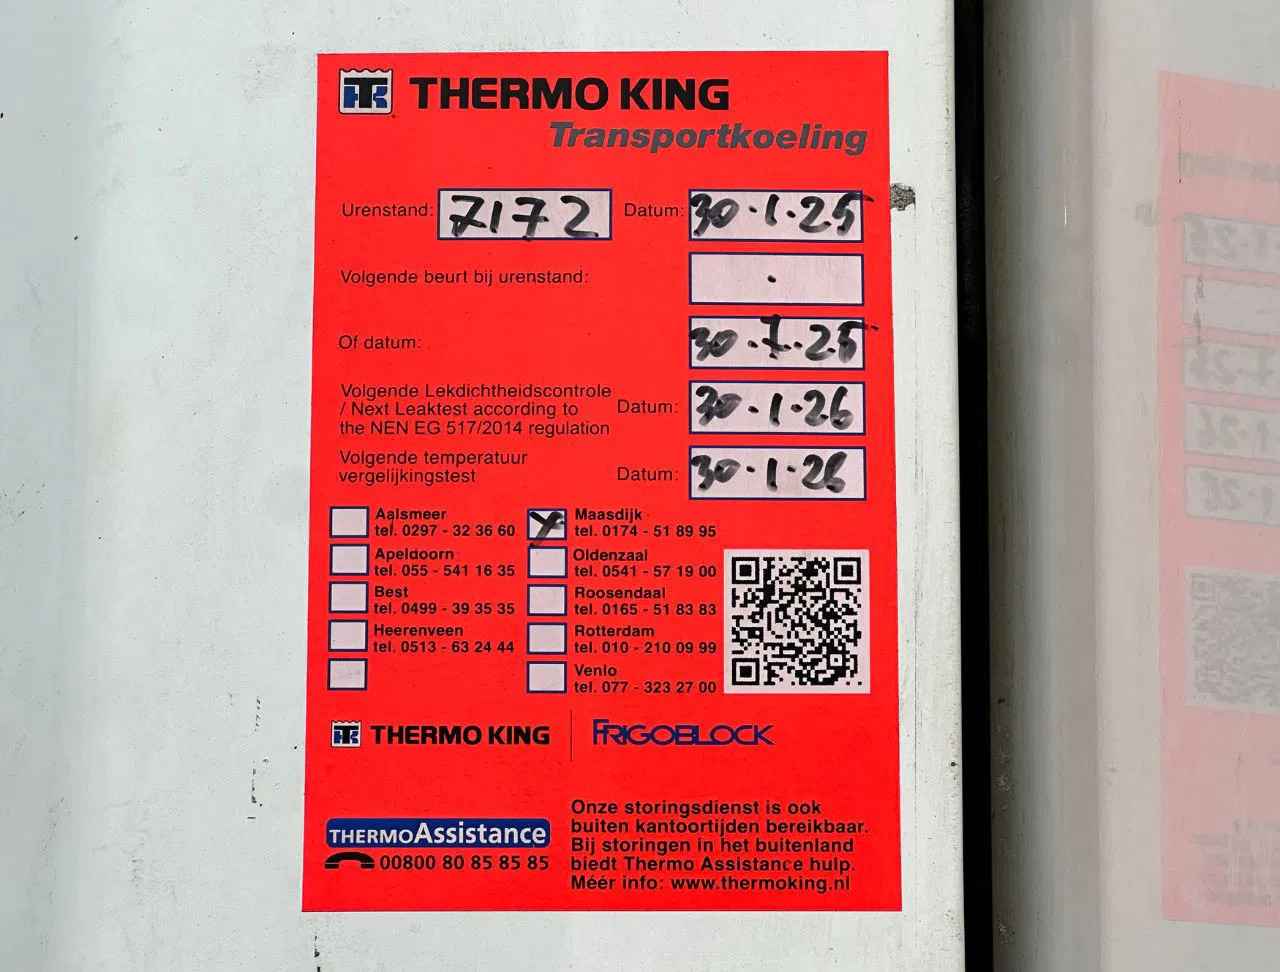 THERMO KING
Transportkoeling
Urenstand: 7172 Datum: 30.1.25
Volgende beurt bij urenstand: .
Of datum: 30.7.25
Volgende Lekdichtheidscontrole
/ Next Leaktest according to Datum: 30.1.26
the NEN EG 517/2014 regulation
Volgende temperatuur
vergelijkingstest Datum: 30.1.26
Aalsmeer
tel. 0297 - 32 36 60
Apeldoorn
tel. 055 - 541 16 35
Best
tel. 0499 - 39 35 35
Heerenveen
tel. 0513 - 63 24 44
X Maasdijk
tel. 0174 - 51 89 95
Oldenzaal
tel. 0541 - 57 19 00
Roosendaal
tel. 0165 - 51 83 83
Rotterdam
tel. 010 - 210 09 99
Venlo
tel. 077 - 323 27 00
THERMO KING
FRIGOBLOCK
THERMOAssistance
00800 80 85 85 85
Onze storingsdienst is ook
buiten kantoortijden bereikbaar.
Bij storingen in het buitenland
biedt Thermo Assistance hulp.
Méér info: www.thermoking.nl